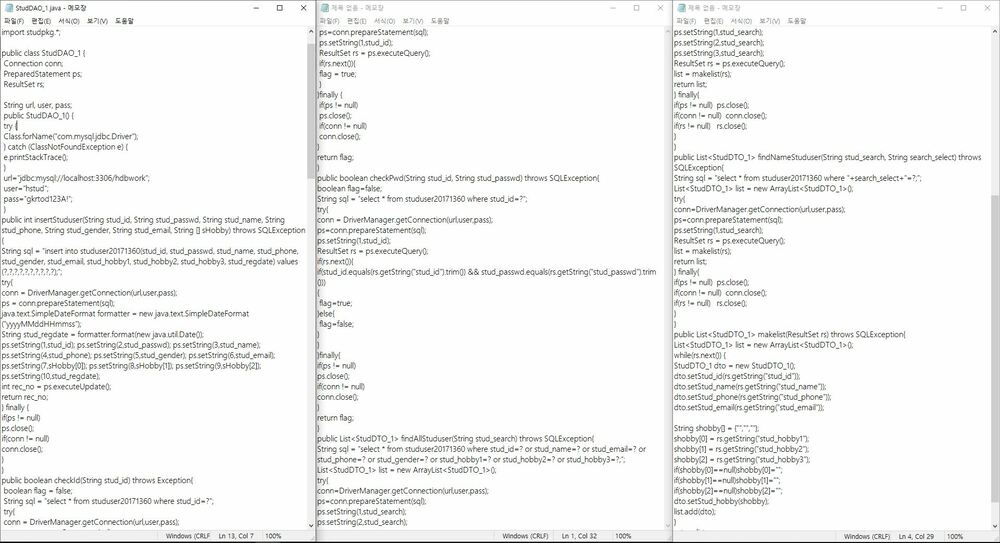 StudDAO_1.java - 메모장
파일(F) 편집(E) 서식(O) 보기(V) 도움말
import studpkg.*;
public class StudDAO_1 {
Connection conn;
PreparedStatement ps;
ResultSet rs;
String url, user, pass;
public StudDAO_1() {
try {
Class.forName("com.mysql.jdbc.Driver");
} catch (ClassNotFoundException e) {
e.printStackTrace();
}
url="jdbc:mysql://localhost:3306/hdbwork";
user="hstud";
pass="gkrtod123A!";
}
public int insertStuduser(String stud_id, String stud_passwd, String stud_name, String
stud_phone, String stud_gender, String stud_email, String [] sHobby) throws SQLException
{
String sql = "insert into studuser20171360(stud_id, stud_passwd, stud_name, stud_phone,
stud_gender, stud_email, stud_hobby1, stud_hobby2, stud_hobby3, stud_regdate) values
(?,?,?,?,?,?,?,?,?,?);";
try{
conn = DriverManager.getConnection(url,user,pass);
ps = conn.prepareStatement(sql);
java.text.SimpleDateFormat formatter = new java.text.SimpleDateFormat
("yyyyMMddHHmmss");
String stud_regdate = formatter.format(new java.util.Date());
ps.setString(1,stud_id); ps.setString(2,stud_passwd); ps.setString(3,stud_name);
ps.setString(4,stud_phone); ps.setString(5,stud_gender); ps.setString(6,stud_email);
ps.setString(7,sHobby[0]); ps.setString(8,sHobby[1]); ps.setString(9,sHobby[2]);
ps.setString(10,stud_regdate);
int rec_no = ps.executeUpdate();
return rec_no;
} finally {
if(ps != null)
ps.close();
if(conn != null)
conn.close();
}
}
public boolean checkId(String stud_id) throws Exception{
boolean flag = false;
String sql = "select * from studuser20171360 where stud_id=?";
try{
conn = DriverManager.getConnection(url,user,pass);
Windows (CRLF Ln 13, Col 7 100%
제목 없음 - 메모장
파일(F) 편집(E) 서식(O) 보기(V) 도움말
ps=conn.prepareStatement(sql);
ps.setString(1,stud_id);
ResultSet rs = ps.executeQuery();
if(rs.next()){
flag = true;
}
}finally {
if(ps != null)
ps.close();
if(conn != null)
conn.close();
}
return flag;
}
public boolean checkPwd(String stud_id, String stud_passwd) throws SQLException{
boolean flag=false;
String sql = "select * from studuser20171360 where stud_id=?";
try{
conn = DriverManager.getConnection(url,user,pass);
ps=conn.prepareStatement(sql);
ps.setString(1,stud_id);
ResultSet rs = ps.executeQuery();
if(rs.next()){
if(stud_id.equals(rs.getString("stud_id").trim()) && stud_passwd.equals(rs.getString("stud_passwd").trim
()))
{
flag=true;
}else{
flag=false;
}
}
}finally{
if(ps != null)
ps.close();
if(conn != null)
conn.close();
}
return flag;
}
public List<StudDTO_1> findAllStuduser(String stud_search) throws SQLException{
String sql = "select * from studuser20171360 where stud_id=? or stud_name=? or stud_email=? or
stud_phone=? or stud_gender=? or stud_hobby1=? or stud_hobby2=? or stud_hobby3=?;";
List<StudDTO_1> list = new ArrayList<StudDTO_1>();
try{
conn=DriverManager.getConnection(url,user,pass);
ps=conn.prepareStatement(sql);
ps.setString(1,stud_search);
ps.setString(2,stud_search);
Windows (CRLF) Ln 1, Col 32 100%
제목 없음 - 메모장
파일(F) 편집(E) 서식(O) 보기(V) 도움말
ps.setString(1,stud_search);
ps.setString(2,stud_search);
ps.setString(3,stud_search);
ResultSet rs = ps.executeQuery();
list = makelist(rs);
return list;
} finally{
if(ps != null) ps.close();
if(conn != null) conn.close();
if(rs != null) rs.close();
}
}
public List<StudDTO_1> findNameStuduser(String stud_search, String search_select) throws
SQLException{
String sql = "select * from studuser20171360 where "+search_select+"=?;";
List<StudDTO_1> list = new ArrayList<StudDTO_1>();
try{
conn=DriverManager.getConnection(url,user,pass);
ps=conn.prepareStatement(sql);
ps.setString(1,stud_search);
ResultSet rs = ps.executeQuery();
list = makelist(rs);
return list;
} finally{
if(ps != null) ps.close();
if(conn != null) conn.close();
if(rs != null) rs.close();
}
}
public List<StudDTO_1> makelist(ResultSet rs) throws SQLException{
List<StudDTO_1> list = new ArrayList<StudDTO_1>();
while(rs.next()) {
StudDTO_1 dto = new StudDTO_1();
dto.setStud_id(rs.getString("stud_id"));
dto.setStud_name(rs.getString("stud_name"));
dto.setStud_phone(rs.getString("stud_phone"));
dto.setStud_email(rs.getString("stud_email"));
String shobby[] = {"","",""};
shobby[0] = rs.getString("stud_hobby1");
shobby[1] = rs.getString("stud_hobby2");
shobby[2] = rs.getString("stud_hobby3");
if(shobby[0]==null)shobby[0]="";
if(shobby[1]==null)shobby[1]="";
if(shobby[2]==null)shobby[2]="";
dto.setStud_hobby(shobby);
list.add(dto);
}
Windows (CRLF) Ln 4, Col 29 100%